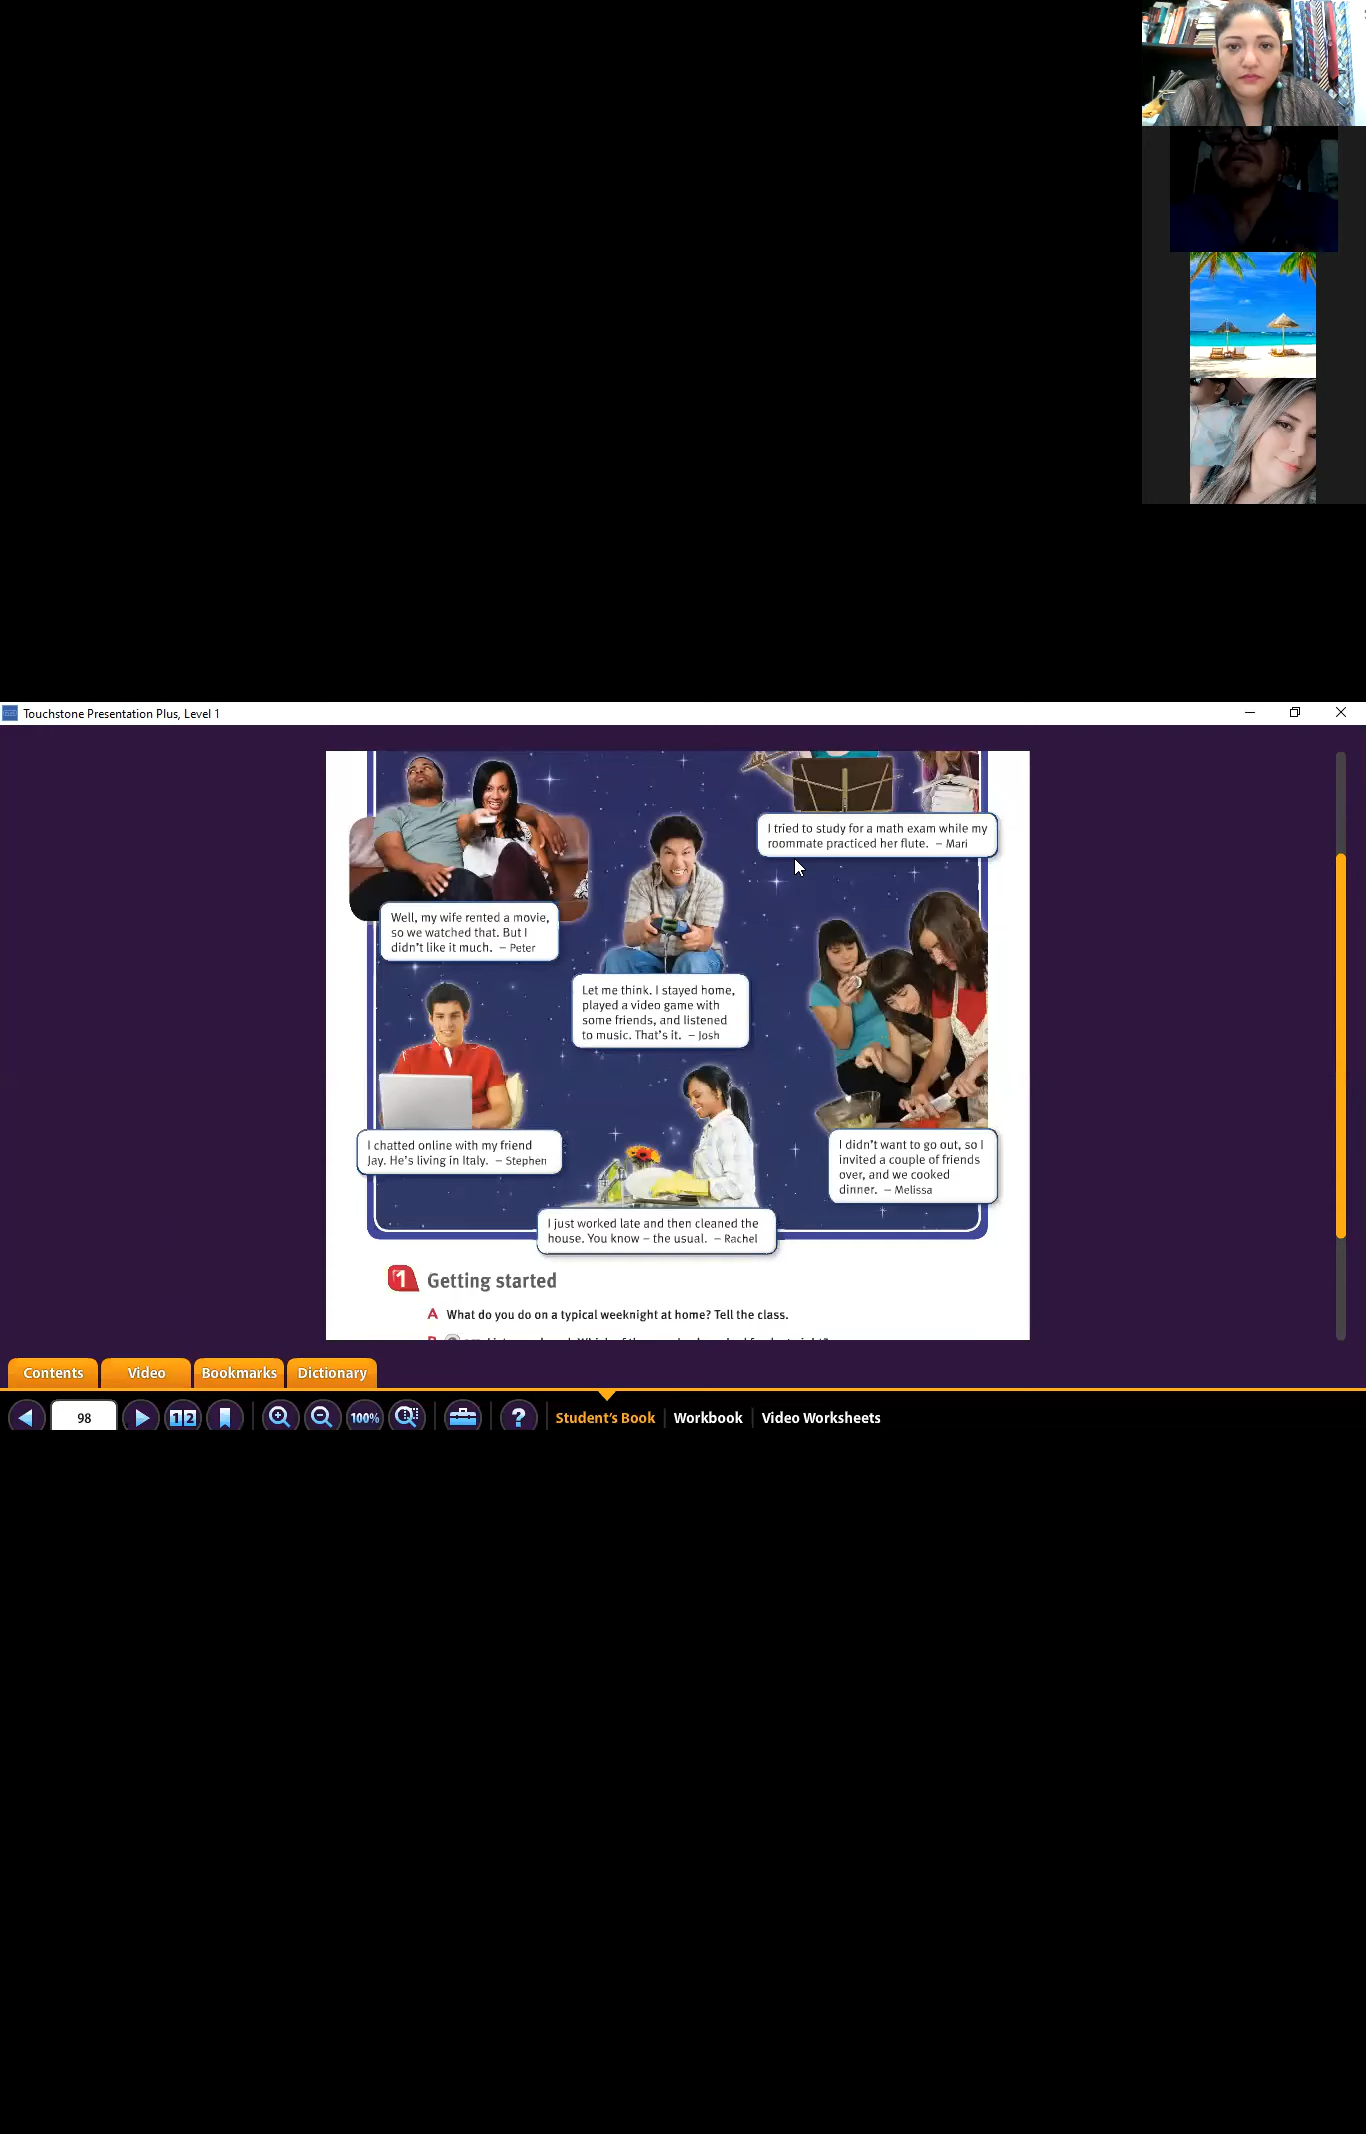 Touchstone Presentation Plus, Level 1
I tried to study for a math exam while my
roommate practiced her flute. – Mari
Well, my wife rented a movie,
so we watched that. But I
didn't like it much. – Peter
Let me think. I stayed home,
played a video game with
some friends, and listened
to music. That's it. – Josh
I chatted online with my friend
Jay. He's living in Italy. – Stephen
I didn't want to go out, so I
invited a couple of friends
over, and we cooked
dinner. – Melissa
I just worked late and then cleaned the
house. You know – the usual. – Rachel
1 Getting started
A What do you do on a typical weeknight at home? Tell the class.
Contents Video Bookmarks Dictionary
98 1 2 100% ? Student's Book Workbook Video Worksheets